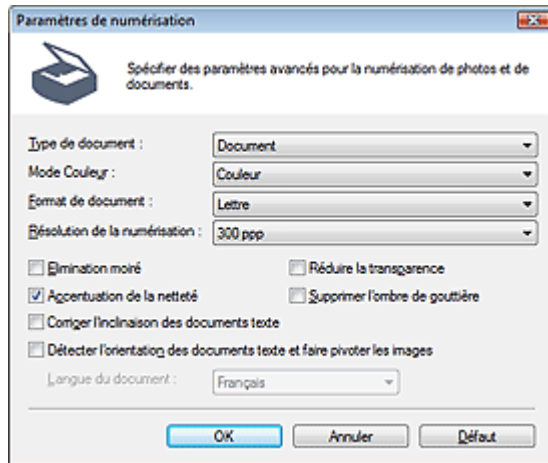 Paramètres de numérisation
Spécifier des paramètres avancés pour la numérisation de photos et de
documents.
Type de document : Document
Mode Couleur : Couleur
Format de document : Lettre
Résolution de la numérisation : 300 ppp
Elimination moiré Réduire la transparence
Accentuation de la netteté Supprimer l'ombre de gouttière
Corriger l'inclinaison des documents texte
Détecter l'orientation des documents texte et faire pivoter les images
Langue du document : Français
OK Annuler Défaut